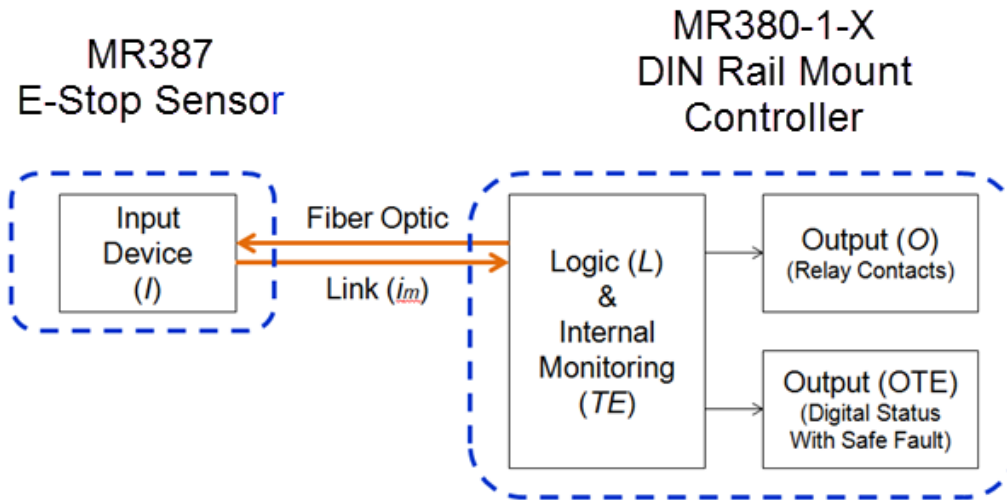 MR387
E-Stop Sensor
MR380-1-X
DIN Rail Mount
Controller
Input
Device
(I)
Fiber Optic
Link (im)
Logic (L)
&
Internal
Monitoring
(TE)
Output (O)
(Relay Contacts)
Output (OTE)
(Digital Status
With Safe Fault)